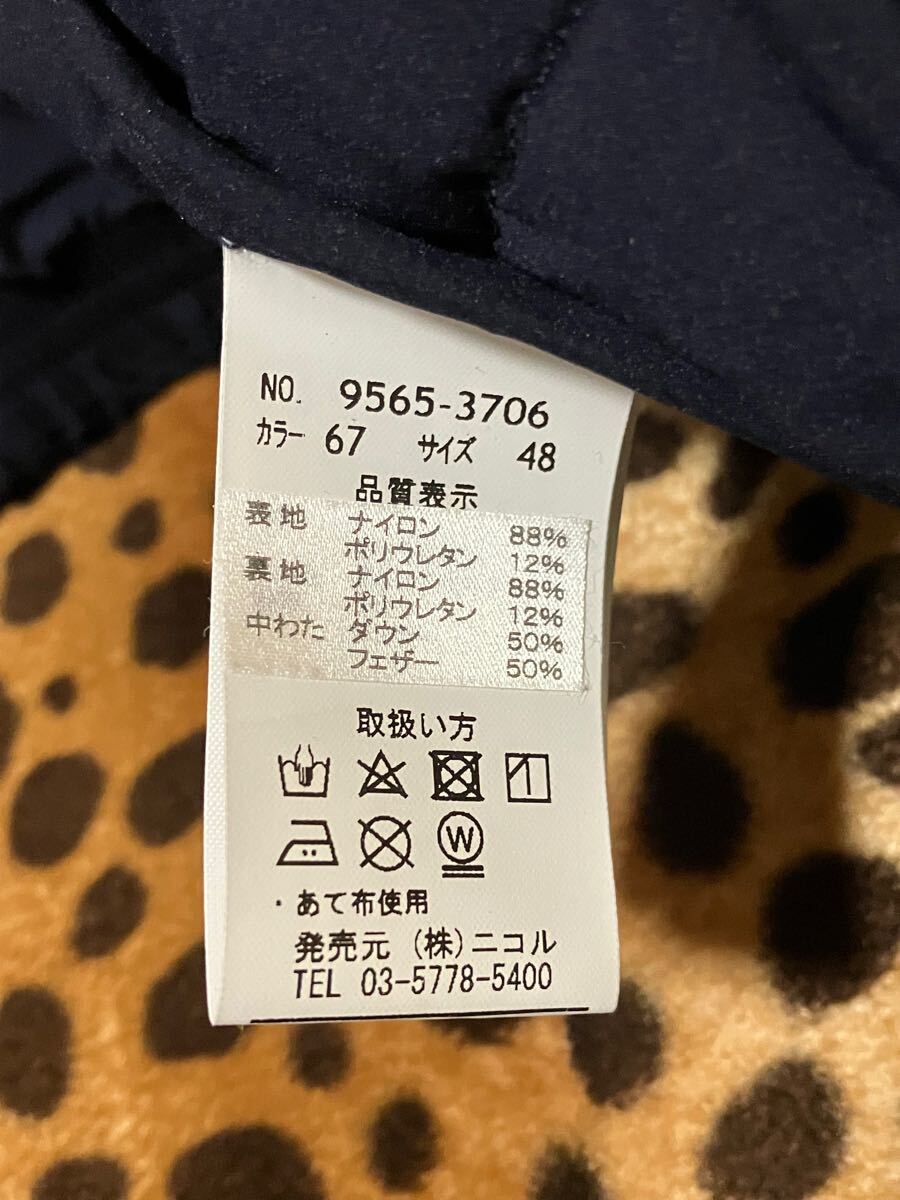 NO. 9565-3706
カラー 67 サイズ 48
品質表示
表地 ナイロン 88%
ポリウレタン 12%
裏地 ナイロン 88%
ポリウレタン 12%
中わた ダウン 50%
フェザー 50%
取扱い方
W
・あて布使用
発売元 (株)ニコル
TEL 03-5778-5400